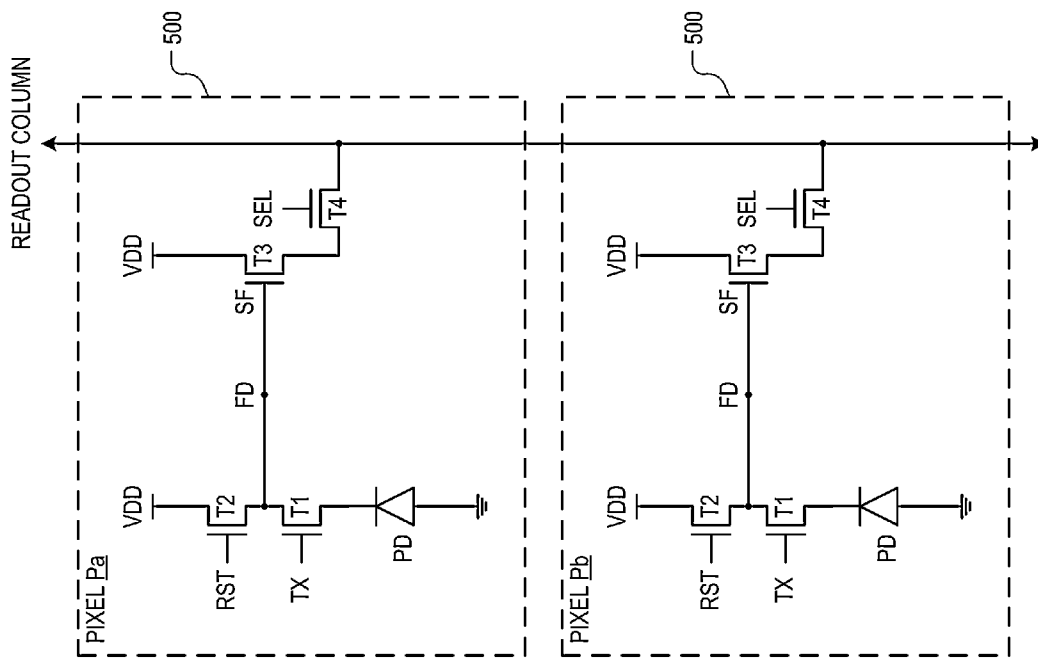 READOUT COLUMN
500
PIXEL Pa
VDD
VDD
RST
T2
TX
T1
PD
FD
SF
T3
SEL
T4
500
PIXEL Pb
VDD
VDD
RST
T2
TX
T1
PD
FD
SF
T3
SEL
T4